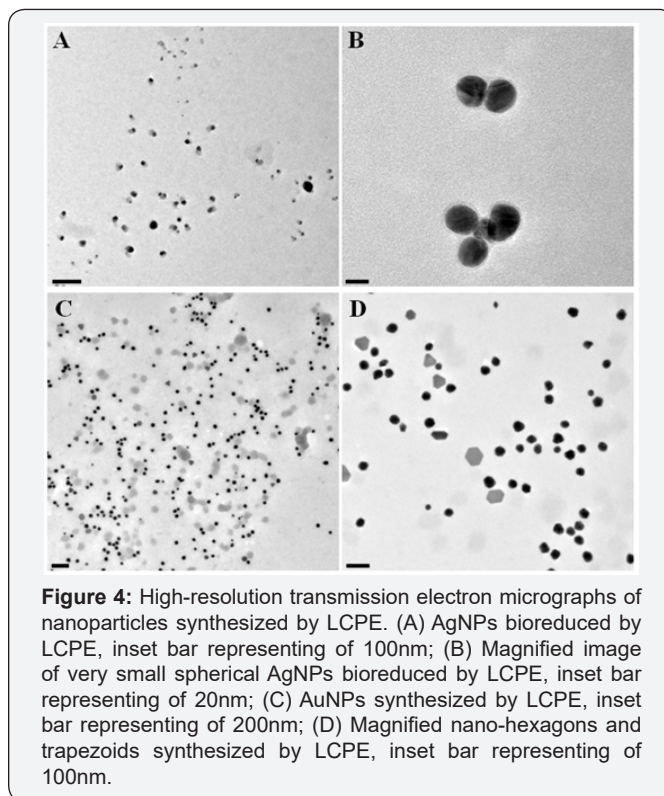 A
B
C
D
Figure 4: High-resolution transmission electron micrographs of
nanoparticles synthesized by LCPE. (A) AgNPs bioreduced by
LCPE, inset bar representing of 100nm; (B) Magnified image
of very small spherical AgNPs bioreduced by LCPE, inset bar
representing of 20nm; (C) AuNPs synthesized by LCPE, inset
bar representing of 200nm; (D) Magnified nano-hexagons and
trapezoids synthesized by LCPE, inset bar representing of
100nm.